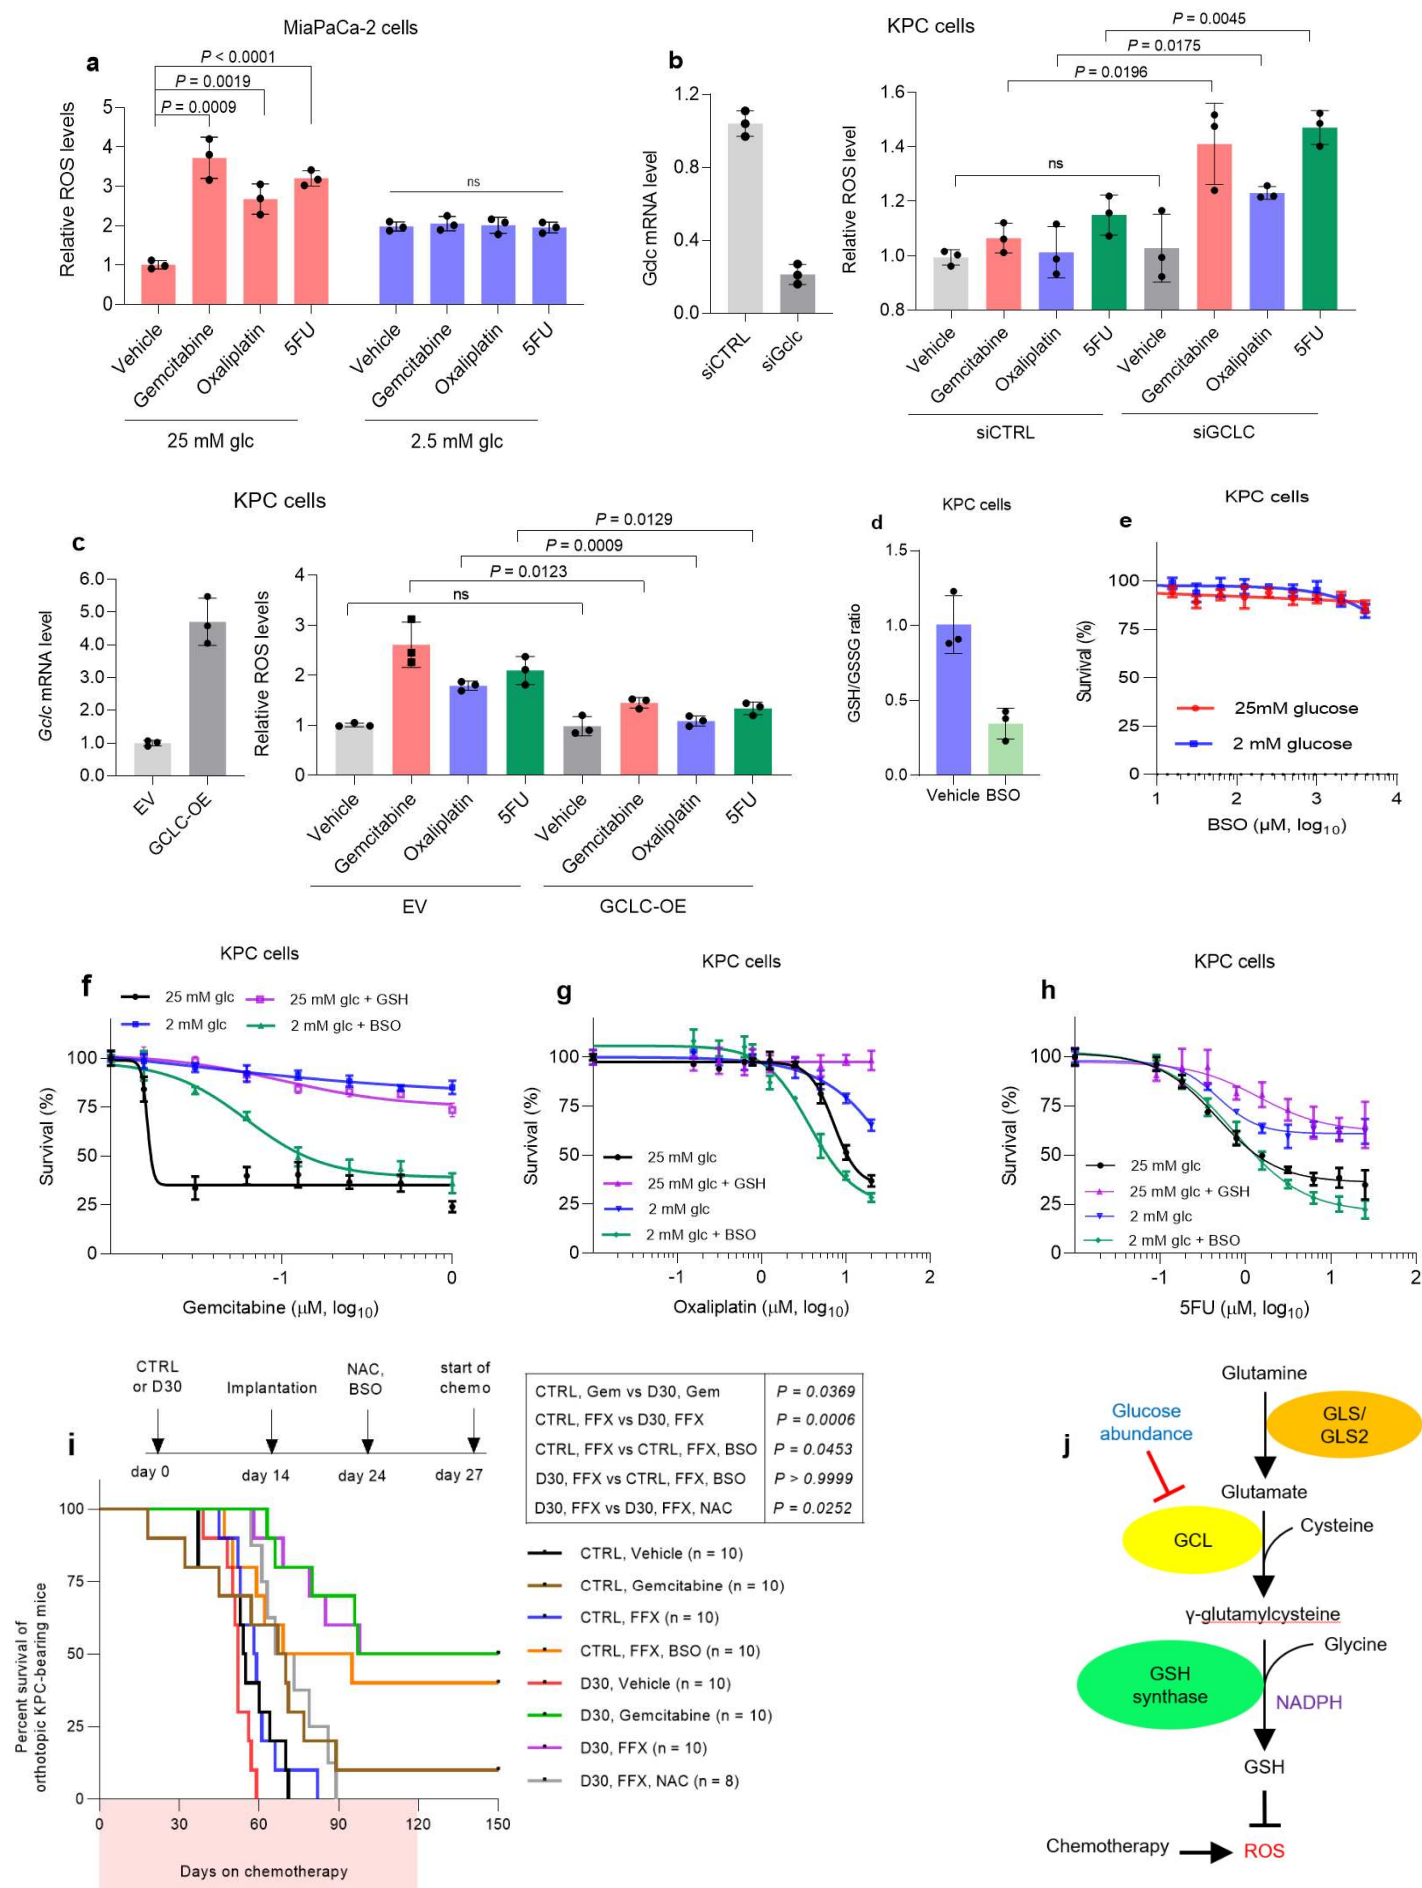 MiaPaCa-2 cells
a
P < 0.0001
P = 0.0019
P = 0.0009
Relative ROS levels
5
4
3
2
1
0
ns
Vehicle
Gemcitabine
Oxaliplatin
5FU
Vehicle
Gemcitabine
Oxaliplatin
5FU
25 mM glc
2.5 mM glc
KPC cells
b
P = 0.0045
P = 0.0175
P = 0.0196
Gclc mRNA level
1.2
0.8
0.4
0.0
siCTRL
siGclc
Relative ROS level
1.6
1.4
1.2
1.0
0.8
ns
Vehicle
Gemcitabine
Oxaliplatin
5FU
Vehicle
Gemcitabine
Oxaliplatin
5FU
siCTRL
siGCLC
KPC cells
c
P = 0.0129
P = 0.0009
P = 0.0123
ns
Gclc mRNA level
6.0
5.0
4.0
3.0
2.0
1.0
0.0
EV
GCLC-OE
Relative ROS levels
4
3
2
1
0
Vehicle
Gemcitabine
Oxaliplatin
5FU
Vehicle
Gemcitabine
Oxaliplatin
5FU
EV
GCLC-OE
d
KPC cells
GSH/GSSG ratio
1.5
1.0
0.5
0.0
Vehicle BSO
KPC cells
e
Survival (%)
100
75
50
25
0
25mM glucose
2 mM glucose
1 2 3 4
BSO (µM, log10)
KPC cells
f
25 mM glc
25 mM glc + GSH
2 mM glc
2 mM glc + BSO
Survival (%)
100
75
50
25
0
-1 0
Gemcitabine (µM, log10)
KPC cells
g
Survival (%)
100
75
50
25
0
25 mM glc
25 mM glc + GSH
2 mM glc
2 mM glc + BSO
-1 0 1 2
Oxaliplatin (µM, log10)
KPC cells
h
Survival (%)
100
75
50
25
0
25 mM glc
25 mM glc + GSH
2 mM glc
2 mM glc + BSO
-1 0 1 2
5FU (µM, log10)
CTRL
or D30
Implantation
NAC,
BSO
start of
chemo
i
day 0
day 14
day 24
day 27
CTRL, Gem vs D30, Gem P = 0.0369
CTRL, FFX vs D30, FFX P = 0.0006
CTRL, FFX vs CTRL, FFX, BSO P = 0.0453
D30, FFX vs CTRL, FFX, BSO P > 0.9999
D30, FFX vs D30, FFX, NAC P = 0.0252
Percent survival of
orthotopic KPC-bearing mice
100
75
50
25
0
0 30 60 90 120 150
Days on chemotherapy
CTRL, Vehicle (n = 10)
CTRL, Gemcitabine (n = 10)
CTRL, FFX (n = 10)
CTRL, FFX, BSO (n = 10)
D30, Vehicle (n = 10)
D30, Gemcitabine (n = 10)
D30, FFX (n = 10)
D30, FFX, NAC (n = 8)
j
Glutamine
Glucose
abundance
GLS/
GLS2
Glutamate
GCL
Cysteine
γ-glutamylcysteine
Glycine
GSH
synthase
NADPH
GSH
Chemotherapy
ROS